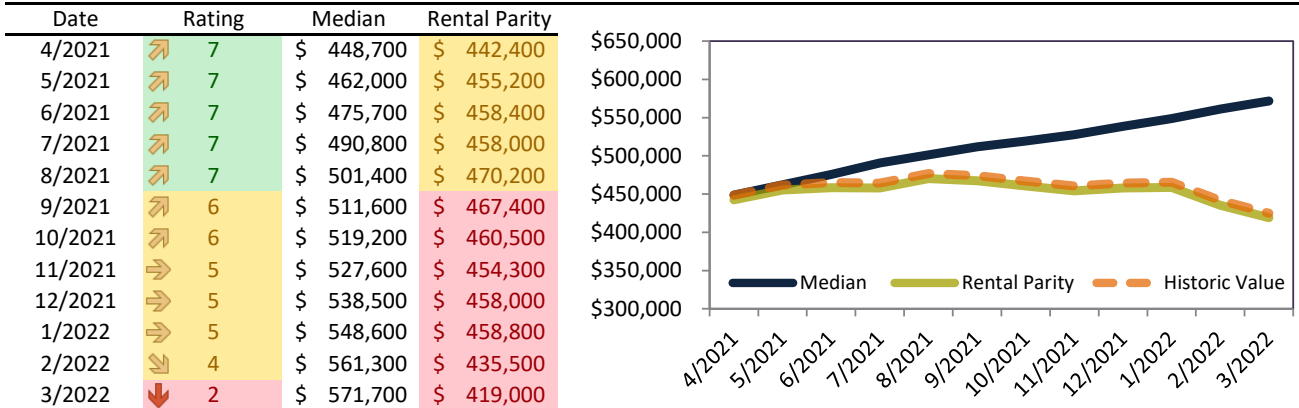 Date Rating Median Rental Parity
4/2021 7 $ 448,700 $ 442,400
5/2021 7 $ 462,000 $ 455,200
6/2021 7 $ 475,700 $ 458,400
7/2021 7 $ 490,800 $ 458,000
8/2021 7 $ 501,400 $ 470,200
9/2021 6 $ 511,600 $ 467,400
10/2021 6 $ 519,200 $ 460,500
11/2021 5 $ 527,600 $ 454,300
12/2021 5 $ 538,500 $ 458,000
1/2022 5 $ 548,600 $ 458,800
2/2022 4 $ 561,300 $ 435,500
3/2022 2 $ 571,700 $ 419,000
$650,000
$600,000
$550,000
$500,000
$450,000
$400,000
$350,000
$300,000
Median Rental Parity Historic Value
4/2021 5/2021 6/2021 7/2021 8/2021 9/2021 10/2021 11/2021 12/2021 1/2022 2/2022 3/2022